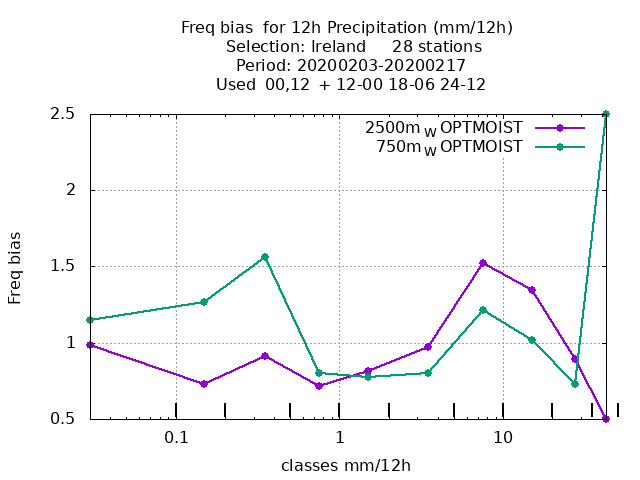 Freq bias  for 12h Precipitation (mm/12h)
Selection: Ireland     28 stations
Period: 20200203-20200217
Used  00,12  + 12-00 18-06 24-12
2500m W OPTMOIST
750m W OPTMOIST
2.5
2
1.5
1
0.5
Freq bias
0.1 1 10
classes mm/12h